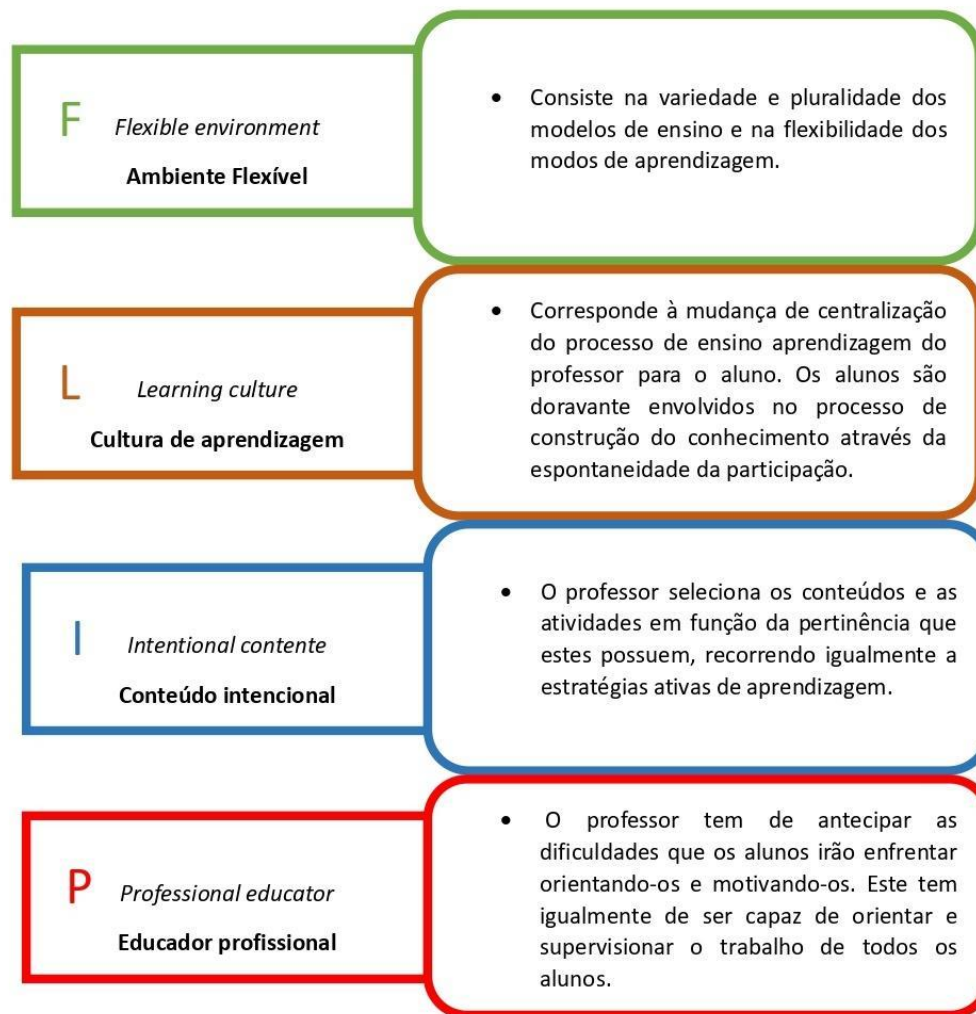 F Flexible environment
Ambiente Flexível
• Consiste na variedade e pluralidade dos
modelos de ensino e na flexibilidade dos
modos de aprendizagem.
L Learning culture
Cultura de aprendizagem
• Corresponde à mudança de centralização
do processo de ensino aprendizagem do
professor para o aluno. Os alunos são
doravante envolvidos no processo de
construção do conhecimento através da
espontaneidade da participação.
I Intentional contente
Conteúdo intencional
• O professor seleciona os conteúdos e as
atividades em função da pertinência que
estes possuem, recorrendo igualmente a
estratégias ativas de aprendizagem.
P Professional educator
Educador profissional
• O professor tem de antecipar as
dificuldades que os alunos irão enfrentar
orientando-os e motivando-os. Este tem
igualmente de ser capaz de orientar e
supervisionar o trabalho de todos os
alunos.